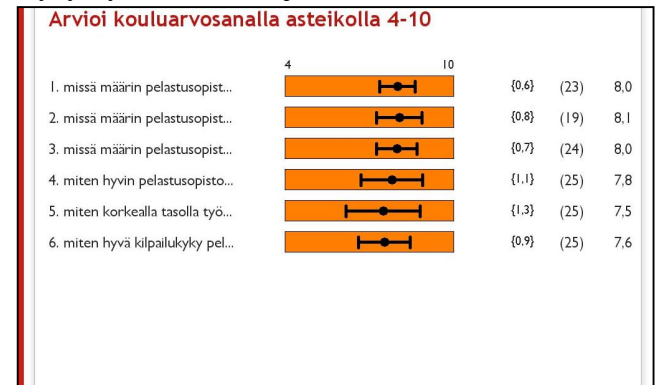 Arvioi kouluarvosanalla asteikolla 4-10
4 10
1. missä määrin pelastusopist... {0,6} (23) 8,0
2. missä määrin pelastusopist... {0,8} (19) 8,1
3. missä määrin pelastusopist... {0,7} (24) 8,0
4. miten hyvin pelastusopisto... {1,1} (25) 7,8
5. miten korkealla tasolla työ... {1,3} (25) 7,5
6. miten hyvä kilpailukyky pel... {0,9} (25) 7,6